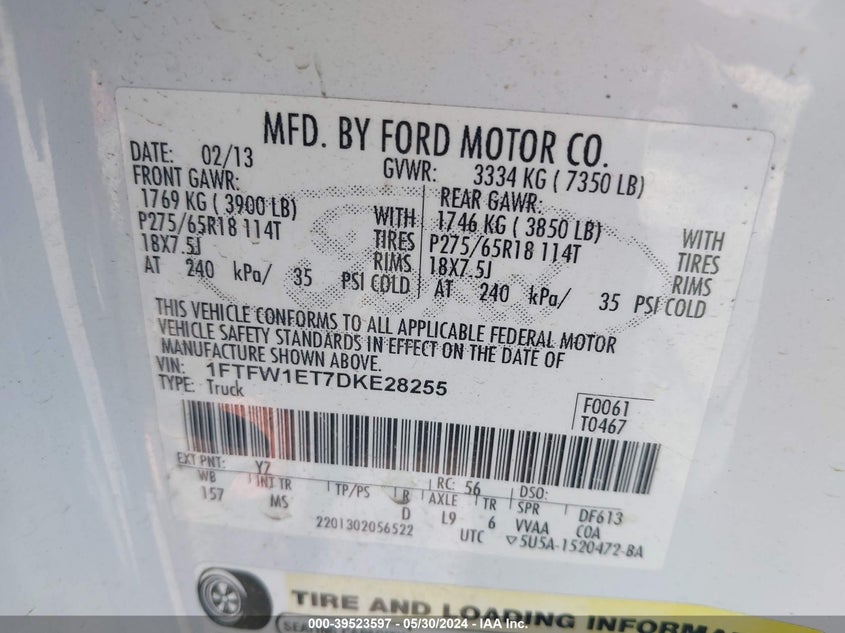 MFD. BY FORD MOTOR CO.
DATE: 02/13 GVWR: 3334 KG ( 7350 LB)
FRONT GAWR: REAR GAWR:
1769 KG ( 3900 LB) WITH 1746 KG ( 3850 LB) WITH
P275/65R18 114T TIRES P275/65R18 114T TIRES
18X7.5J RIMS 18X7.5J RIMS
AT 240 kPa/ 35 PSI COLD AT 240 kPa/ 35 PSI COLD
THIS VEHICLE CONFORMS TO ALL APPLICABLE FEDERAL MOTOR
VEHICLE SAFETY STANDARDS IN EFFECT ON THE DATE OF
MANUFACTURE SHOWN ABOVE.
VIN: 1FTFW1ET7DKE28255
TYPE: Truck
F0061
T0467
EXT PNT: YZ RC: 56 DSO:
WB INT TR TP/PS R AXLE TR SPR DF613
157 MS D L9 6 VVAA COA
2201302056522 UTC ▽5U5A-1520472-BA
TIRE AND LOADING INFORMA
000-39523597 - 05/30/2024 - IAA Inc.